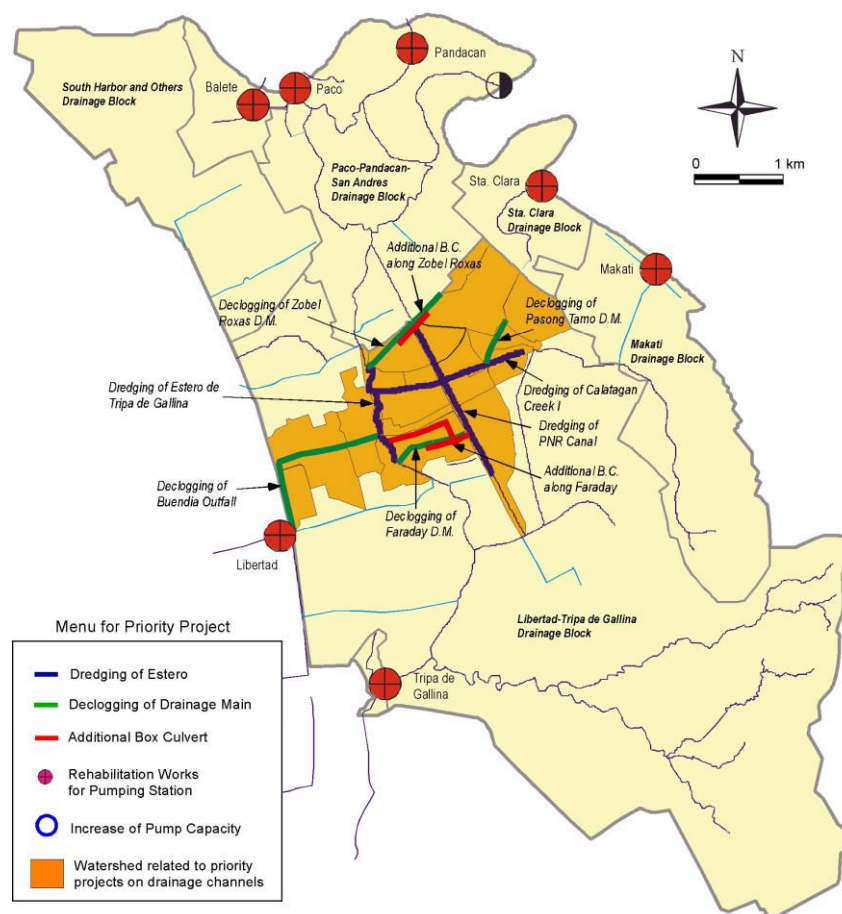 Pandacan
N
South Harbor and Others
Drainage Block
Balete
Paco
0 1 km
Paco-Pandacan-
San Andres
Drainage Block
Sta. Clara
Sta. Clara
Drainage Block
Additional B.C.
along Zobel Roxas
Makati
Declogging of Zobel
Roxas D.M.
Declogging of
Pasong Tamo D.M.
Makati
Drainage Block
Dredging of Estero de
Tripa de Gallina
Dredging of Calatagan
Creek I
Dredging of
PNR Canal
Additional B.C.
along Faraday
Declogging of
Buendia Outfall
Declogging of
Faraday D.M.
Libertad
Libertad-Tripa de Gallina
Drainage Block
Tripa de
Gallina
Menu for Priority Project
Dredging of Estero
Declogging of Drainage Main
Additional Box Culvert
Rehabilitation Works
for Pumping Station
Increase of Pump Capacity
Watershed related to priority
projects on drainage channels